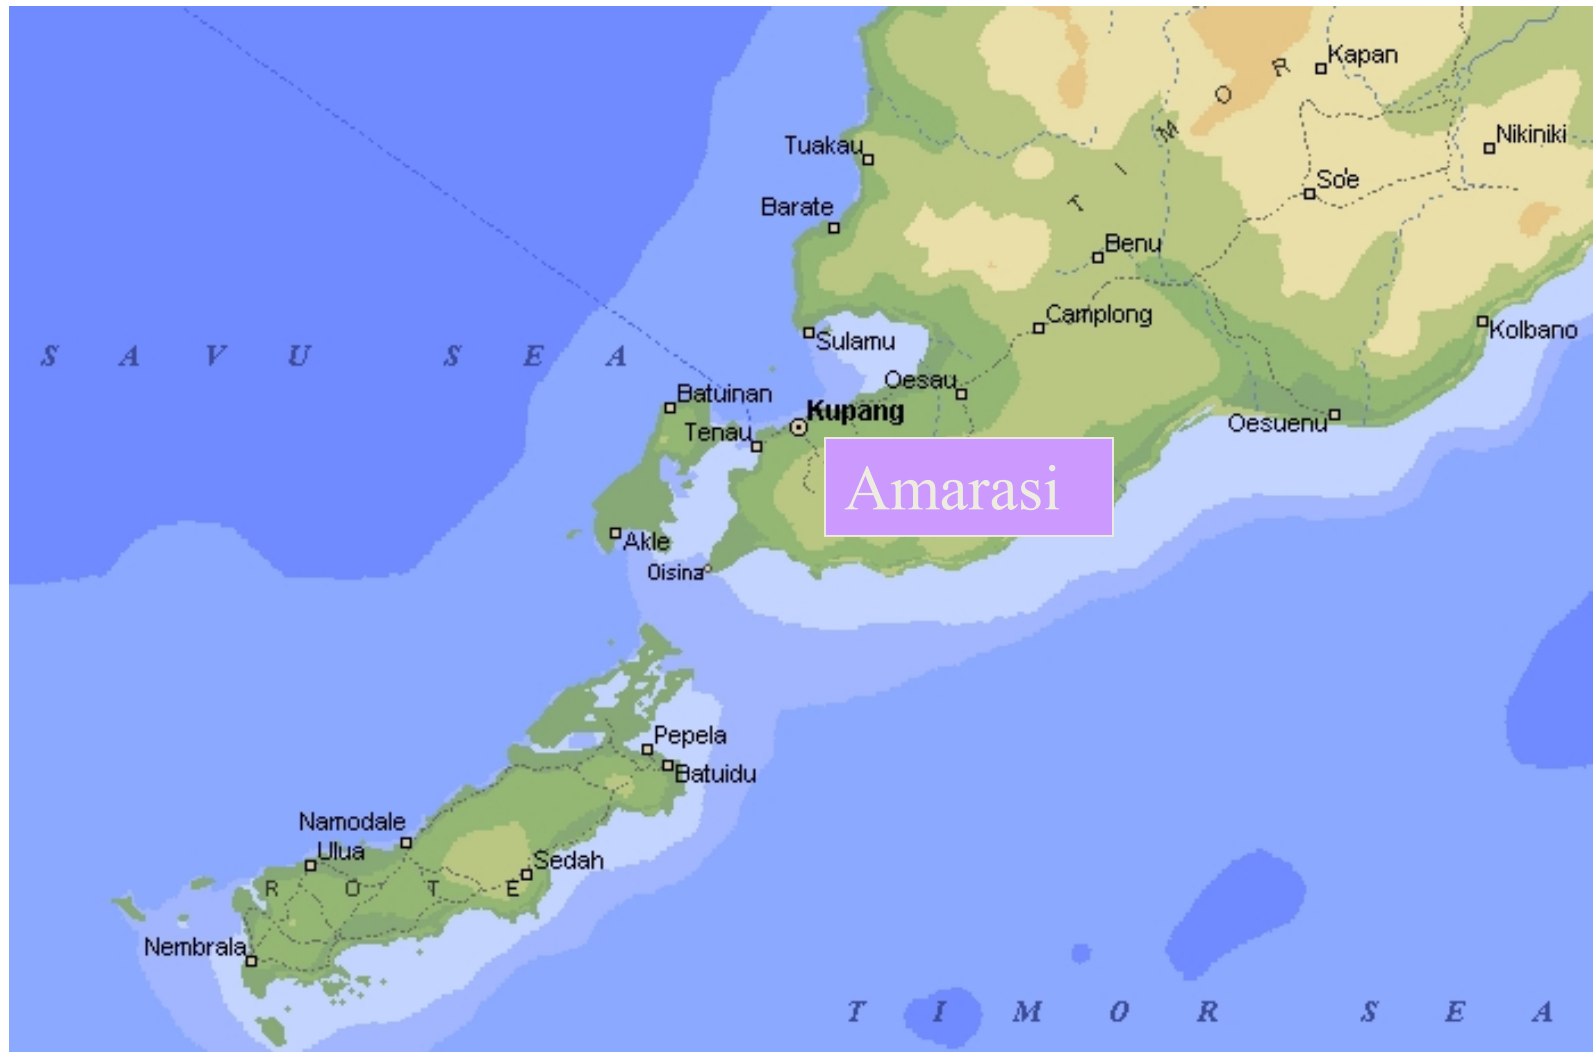 Kapan
TIMOR
Nikiniki
Tuakau
So'e
Barate
Benu
Camplong
Kolbano
Sulamu
SAVU SEA
Oesau
Batuinan
Kupang
Oesuenu
Tenau
Amarasi
Akle
Oisina
Pepela
Batuidu
Namodale
Ulua
Sedah
ROTE
Nembrala
TIMOR SEA